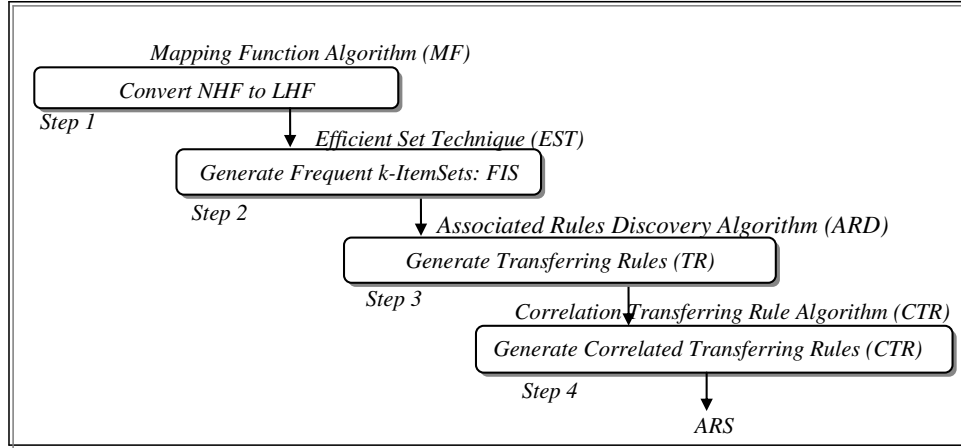 Mapping Function Algorithm (MF)
Convert NHF to LHF
Step 1
Efficient Set Technique (EST)
Generate Frequent k-ItemSets: FIS
Step 2
Associated Rules Discovery Algorithm (ARD)
Generate Transferring Rules (TR)
Step 3
Correlation Transferring Rule Algorithm (CTR)
Generate Correlated Transferring Rules (CTR)
Step 4
ARS